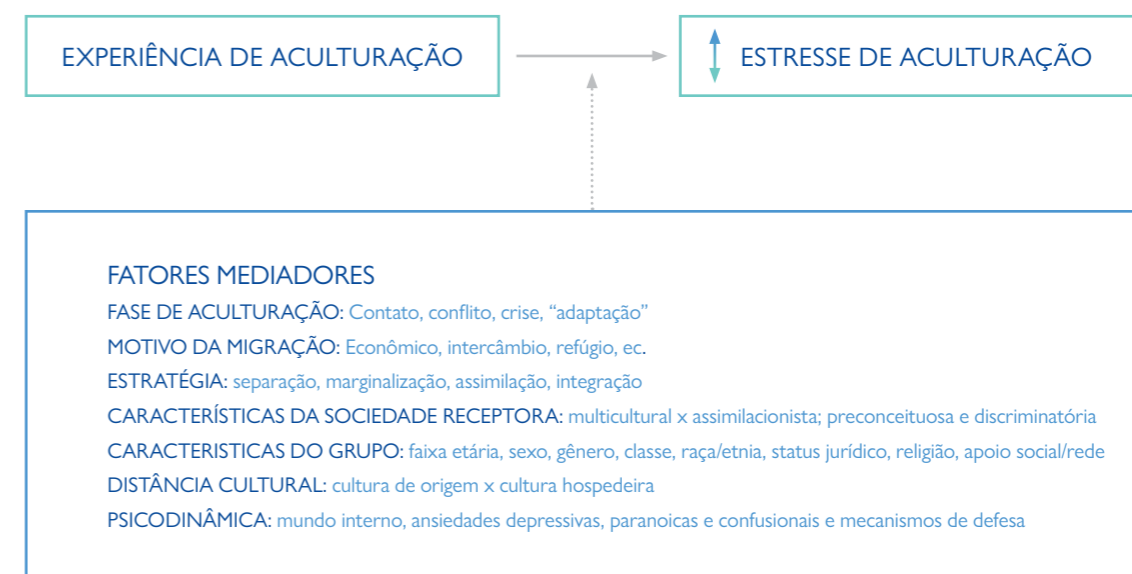 EXPERIÊNCIA DE ACULTURAÇÃO
ESTRESSE DE ACULTURAÇÃO
FATORES MEDIADORES
FASE DE ACULTURAÇÃO: Contato, conflito, crise, “adaptação”
MOTIVO DA MIGRAÇÃO: Econômico, intercâmbio, refúgio, ec.
ESTRATÉGIA: separação, marginalização, assimilação, integração
CARACTERÍSTICAS DA SOCIEDADE RECEPTORA: multicultural x assimilacionista; preconceituosa e discriminatória
CARACTERISTICAS DO GRUPO: faixa etária, sexo, gênero, classe, raça/etnia, status jurídico, religião, apoio social/rede
DISTÂNCIA CULTURAL: cultura de origem x cultura hospedeira
PSICODINÂMICA: mundo interno, ansiedades depressivas, paranoicas e confusionais e mecanismos de defesa